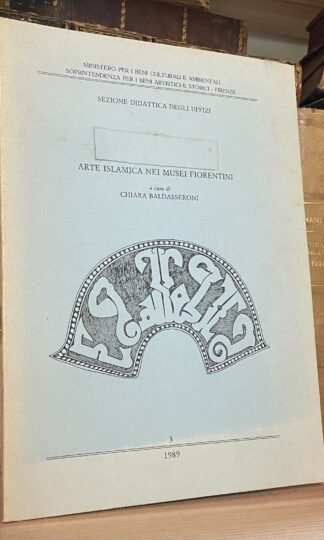 MINISTERO PER I BENI CULTURALI E AMBIENTALI
SOPRINTENDENZA PER I BENI ARTISTICI E STORICI - FIRENZE
SEZIONE DIDATTICA DEGLI UFFIZI
ARTE ISLAMICA NEI MUSEI FIORENTINI
a cura di
CHIARA BALDASSERONI
3
1989